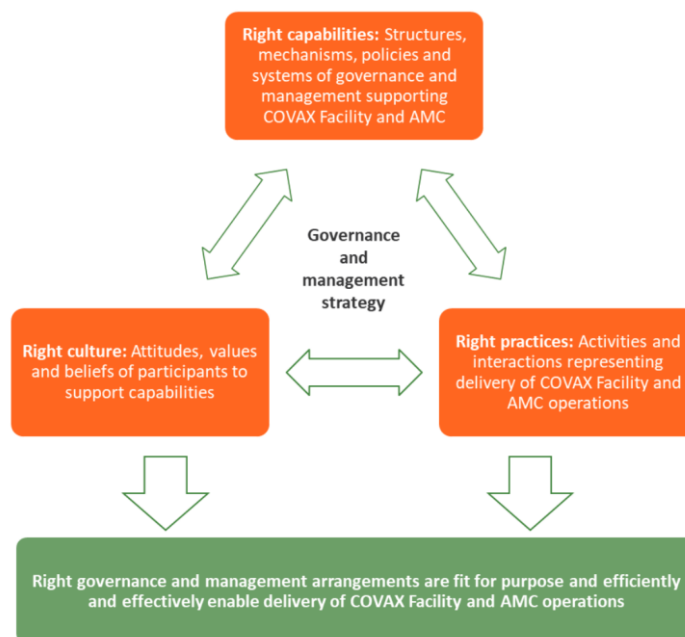 Right capabilities: Structures,
mechanisms, policies and
systems of governance and
management supporting
COVAX Facility and AMC
Governance
and
management
strategy
Right culture: Attitudes, values
and beliefs of participants to
support capabilities
Right practices: Activities and
interactions representing
delivery of COVAX Facility and
AMC operations
Right governance and management arrangements are fit for purpose and efficiently
and effectively enable delivery of COVAX Facility and AMC operations